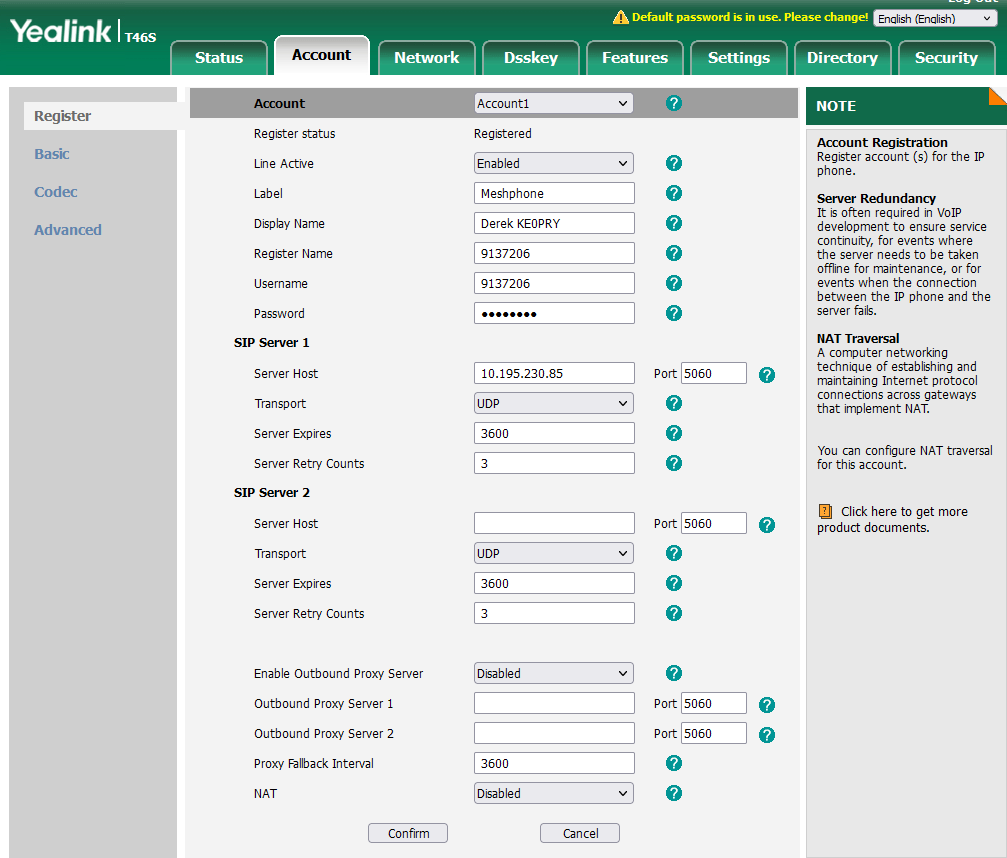 Log Out
Default password is in use. Please change! English (English)
Yealink T46S
Status Account Network Dsskey Features Settings Directory Security
Register
Basic
Codec
Advanced
Account Account1 ?
Register status Registered
Line Active Enabled ?
Label Meshphone ?
Display Name Derek KE0PRY ?
Register Name 9137206 ?
Username 9137206 ?
Password •••••••• ?
SIP Server 1
Server Host 10.195.230.85 Port 5060 ?
Transport UDP ?
Server Expires 3600 ?
Server Retry Counts 3 ?
SIP Server 2
Server Host Port 5060 ?
Transport UDP ?
Server Expires 3600 ?
Server Retry Counts 3 ?
Enable Outbound Proxy Server Disabled ?
Outbound Proxy Server 1 Port 5060 ?
Outbound Proxy Server 2 Port 5060 ?
Proxy Fallback Interval 3600 ?
NAT Disabled ?
Confirm Cancel
NOTE
Account Registration
Register account (s) for the IP
phone.
Server Redundancy
It is often required in VoIP
development to ensure service
continuity, for events where
the server needs to be taken
offline for maintenance, or for
events when the connection
between the IP phone and the
server fails.
NAT Traversal
A computer networking
technique of establishing and
maintaining Internet protocol
connections across gateways
that implement NAT.
You can configure NAT traversal
for this account.
? Click here to get more
product documents.